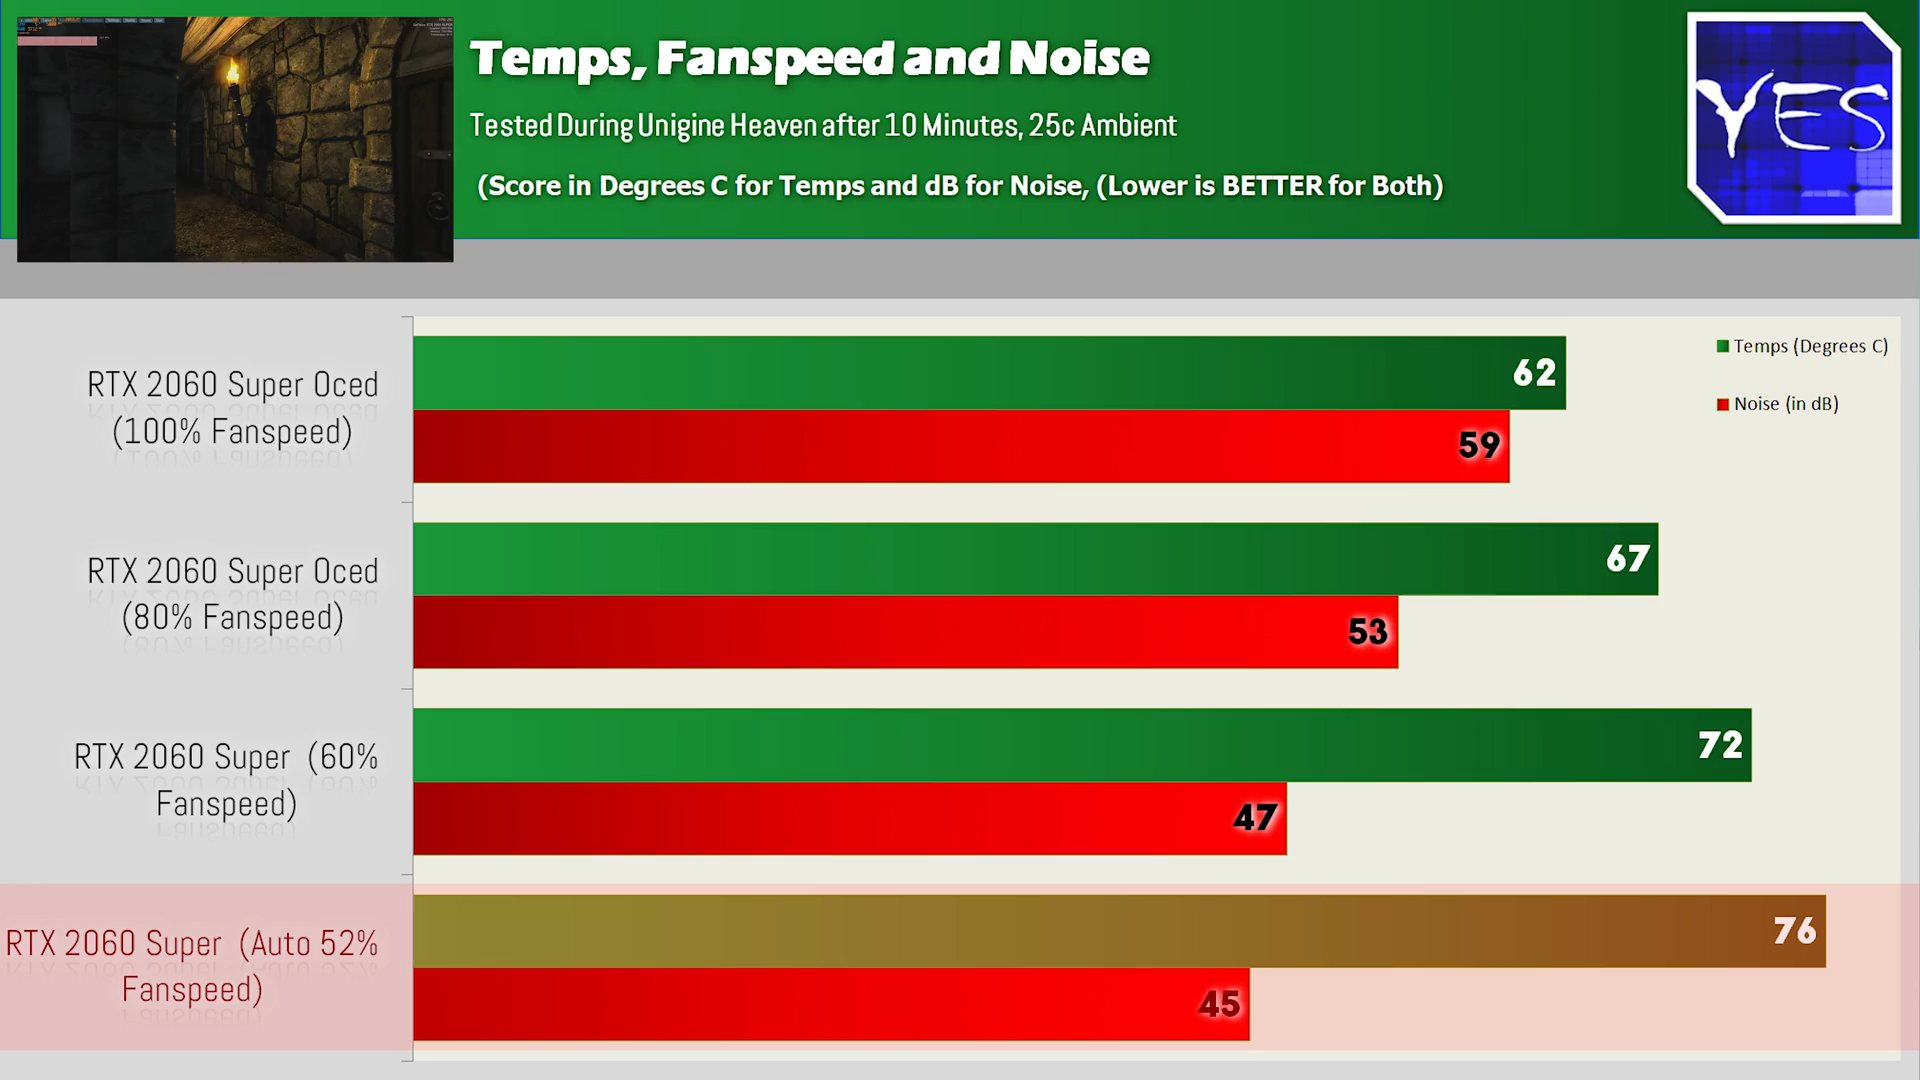 Temps, Fanspeed and Noise
Tested During Unigine Heaven after 10 Minutes, 25c Ambient
(Score in Degrees C for Temps and dB for Noise, (Lower is BETTER for Both)
YES
Temps (Degrees C)
Noise (in dB)
RTX 2060 Super Oced
(100% Fanspeed)
62
59
RTX 2060 Super Oced
(80% Fanspeed)
67
53
RTX 2060 Super (60%
Fanspeed)
72
47
RTX 2060 Super (Auto 52%
Fanspeed)
76
45